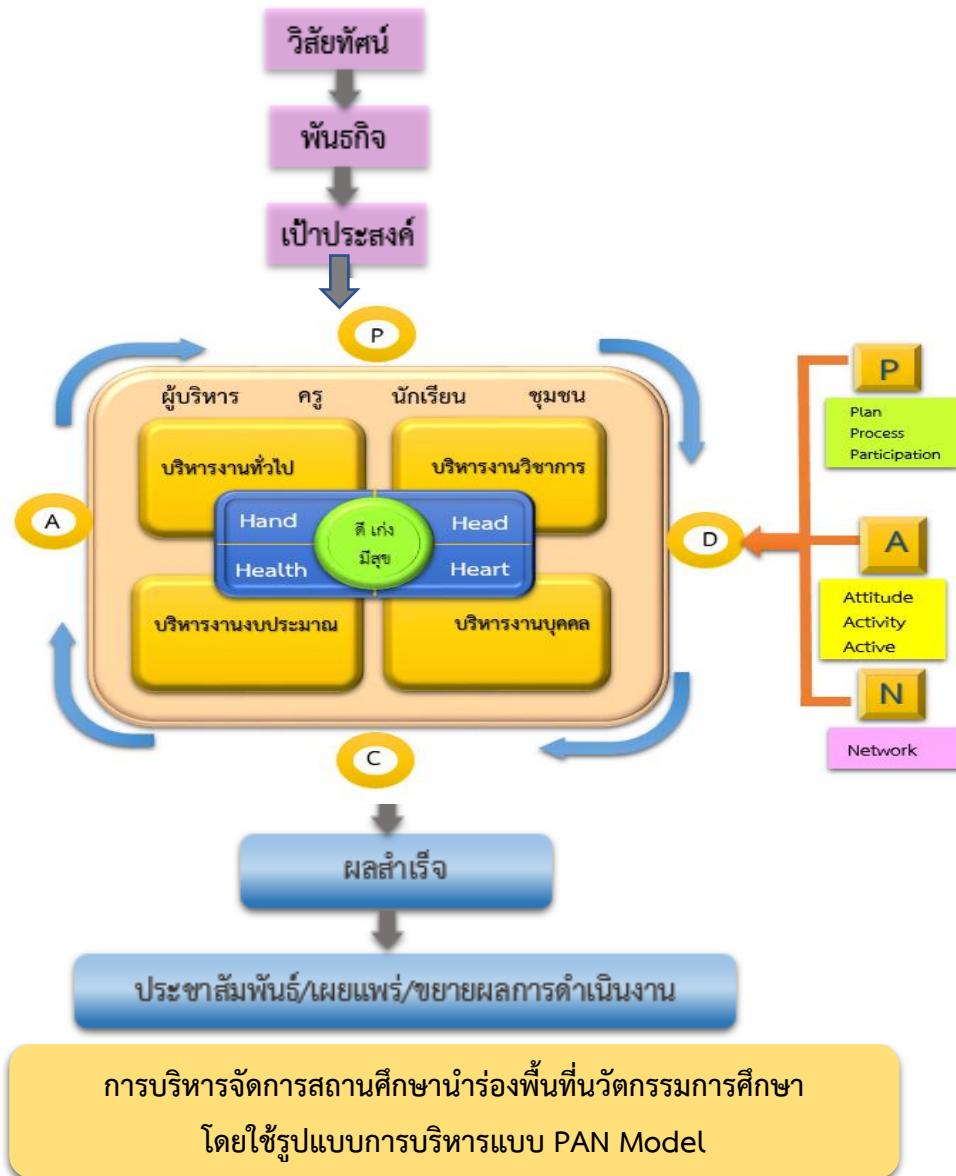 วิสัยทัศน์
พันธกิจ
เป้าประสงค์
P
ผู้บริหาร ครู นักเรียน ชุมชน
บริหารงานทั่วไป
บริหารงานวิชาการ
Hand
Head
ดี เก่ง
มีสุข
Health
Heart
บริหารงานงบประมาณ
บริหารงานบุคคล
A
D
C
P
Plan
Process
Participation
A
Attitude
Activity
Active
N
Network
ผลสำเร็จ
ประชาสัมพันธ์/เผยแพร่/ขยายผลการดำเนินงาน
การบริหารจัดการสถานศึกษานำร่องพื้นที่นวัตกรรมการศึกษา
โดยใช้รูปแบบการบริหารแบบ PAN Model